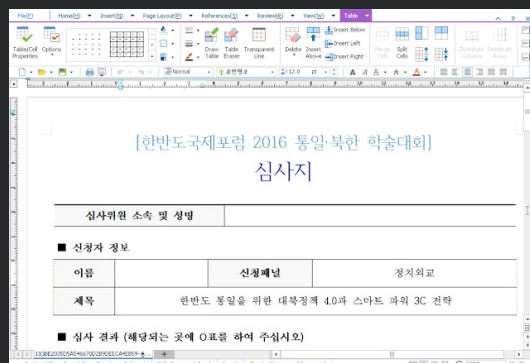 File(F) Home(H) Insert(N) Page Layout(P) References(S) Review(R) View(W) Table
Table/Cell Properties Options Draw Table Table Eraser Transparent Line Delete Insert Above Insert Below Insert Left Insert Right Merge Cells Split Cells Distribute Columns Distribute Rows
Normal 휴먼명조 12.0 pt
[한반도국제포럼 2016 통일·북한 학술대회]
심사지
심사위원 소속 및 성명
■ 신청자 정보
이름 신청패널 정치외교
제목 한반도 통일을 위한 대북정책 4.0과 스마트 파워 3C 전략
■ 심사 결과 (해당되는 곳에 O표를 하여 주십시오)